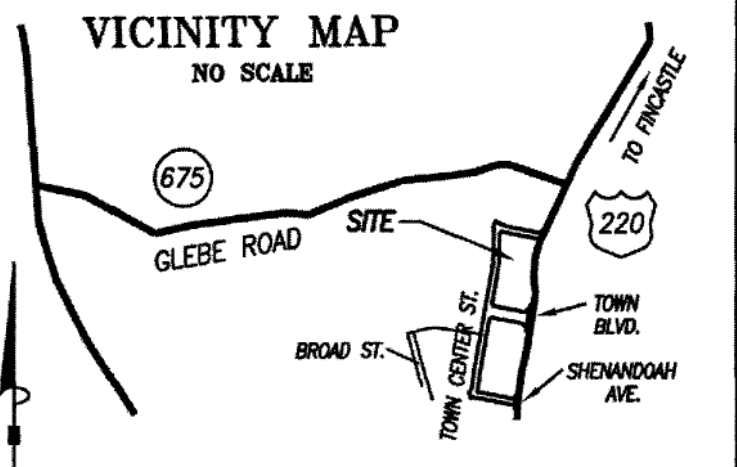 VICINITY MAP
NO SCALE
TO FINCASTLE
675
220
SITE
GLEBE ROAD
TOWN
BLVD.
TOWN CENTER ST.
BROAD ST.
SHENANDOAH
AVE.